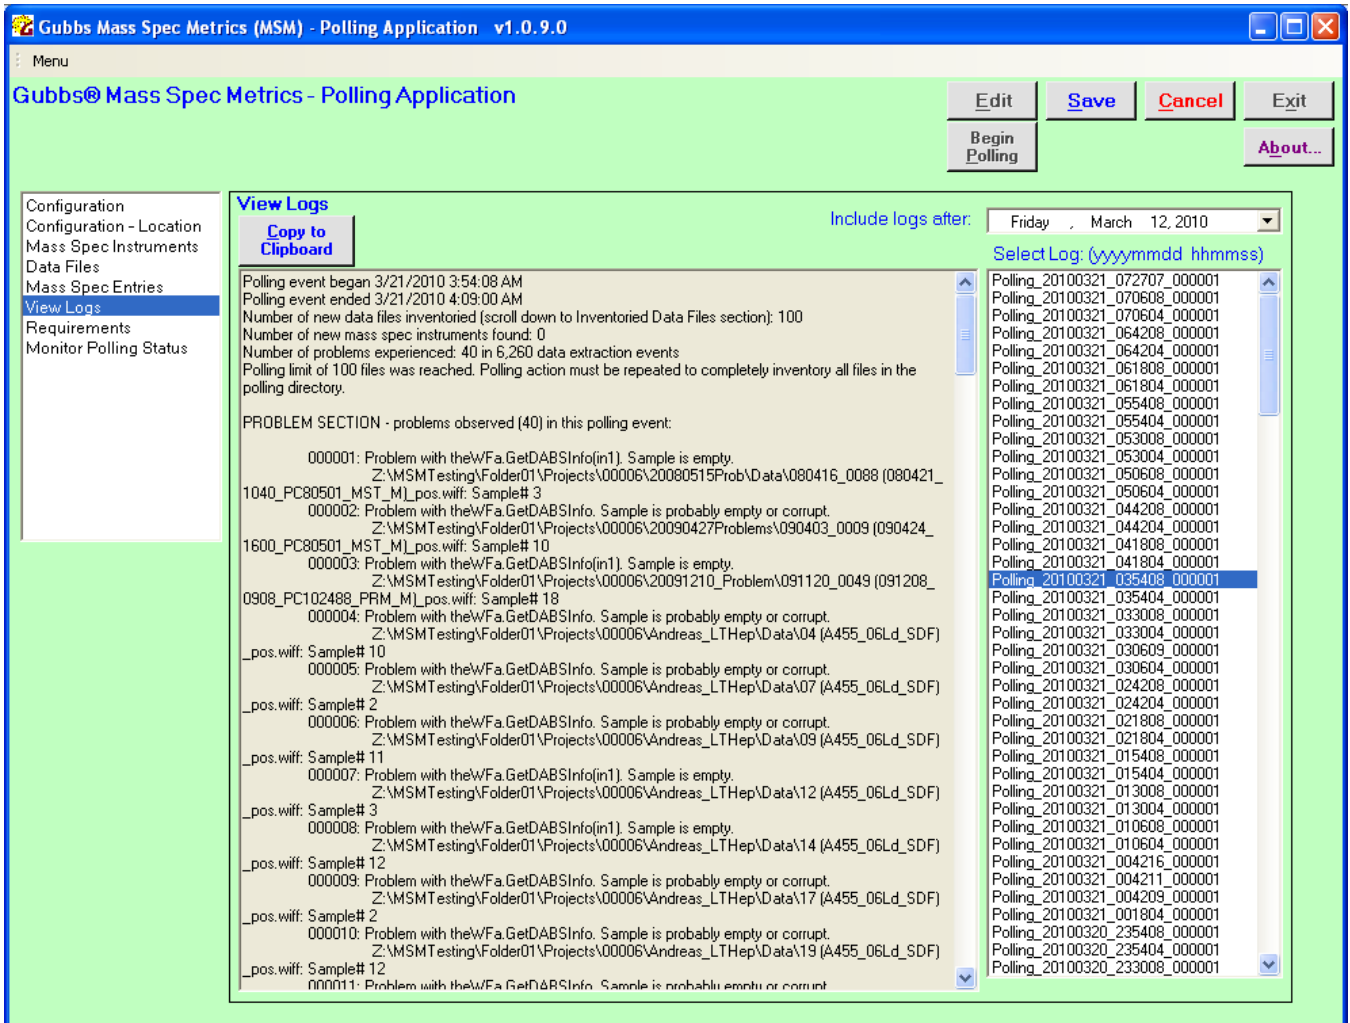 Gubbs Mass Spec Metrics (MSM) - Polling Application   v1.0.9.0
Menu
Gubbs® Mass Spec Metrics - Polling Application
Edit
Save
Cancel
Exit
Begin
Polling
About...
Configuration
Configuration - Location
Mass Spec Instruments
Data Files
Mass Spec Entries
View Logs
Requirements
Monitor Polling Status
View Logs
Copy to
Clipboard
Include logs after:
Friday , March 12, 2010
Select Log: (yyyymmdd hhmmss)
Polling event began 3/21/2010 3:54:08 AM
Polling event ended 3/21/2010 4:09:00 AM
Number of new data files inventoried (scroll down to Inventoried Data Files section): 100
Number of new mass spec instruments found: 0
Number of problems experienced: 40 in 6,260 data extraction events
Polling limit of 100 files was reached. Polling action must be repeated to completely inventory all files in the
polling directory.
PROBLEM SECTION - problems observed (40) in this polling event:
000001: Problem with theWFa.GetDABSInfo(in1). Sample is empty.
Z:\MSMTesting\Folder01\Projects\00006\20080515Prob\Data\080416_0088 (080421_
1040_PC80501_MST_M)_pos.wiff: Sample# 3
000002: Problem with theWFa.GetDABSInfo. Sample is probably empty or corrupt.
Z:\MSMTesting\Folder01\Projects\00006\20090427Problems\090403_0009 (090424_
1600_PC80501_MST_M)_pos.wiff: Sample# 10
000003: Problem with theWFa.GetDABSInfo(in1). Sample is empty.
Z:\MSMTesting\Folder01\Projects\00006\20091210_Problem\091120_0049 (091208_
0908_PC102488_PRM_M)_pos.wiff: Sample# 18
000004: Problem with theWFa.GetDABSInfo. Sample is probably empty or corrupt.
Z:\MSMTesting\Folder01\Projects\00006\Andreas_LTHep\Data\04 (A455_06Ld_SDF)
_pos.wiff: Sample# 10
000005: Problem with theWFa.GetDABSInfo. Sample is probably empty or corrupt.
Z:\MSMTesting\Folder01\Projects\00006\Andreas_LTHep\Data\07 (A455_06Ld_SDF)
_pos.wiff: Sample# 2
000006: Problem with theWFa.GetDABSInfo. Sample is probably empty or corrupt.
Z:\MSMTesting\Folder01\Projects\00006\Andreas_LTHep\Data\09 (A455_06Ld_SDF)
_pos.wiff: Sample# 11
000007: Problem with theWFa.GetDABSInfo(in1). Sample is empty.
Z:\MSMTesting\Folder01\Projects\00006\Andreas_LTHep\Data\12 (A455_06Ld_SDF)
_pos.wiff: Sample# 3
000008: Problem with theWFa.GetDABSInfo(in1). Sample is empty.
Z:\MSMTesting\Folder01\Projects\00006\Andreas_LTHep\Data\14 (A455_06Ld_SDF)
_pos.wiff: Sample# 12
000009: Problem with theWFa.GetDABSInfo. Sample is probably empty or corrupt.
Z:\MSMTesting\Folder01\Projects\00006\Andreas_LTHep\Data\17 (A455_06Ld_SDF)
_pos.wiff: Sample# 2
000010: Problem with theWFa.GetDABSInfo. Sample is probably empty or corrupt.
Z:\MSMTesting\Folder01\Projects\00006\Andreas_LTHep\Data\19 (A455_06Ld_SDF)
_pos.wiff: Sample# 12
000011: Problem with theWFa.GetDABSInfo. Sample is probably empty or corrupt
Polling_20100321_072707_000001
Polling_20100321_070608_000001
Polling_20100321_070604_000001
Polling_20100321_064208_000001
Polling_20100321_064204_000001
Polling_20100321_061808_000001
Polling_20100321_061804_000001
Polling_20100321_055408_000001
Polling_20100321_055404_000001
Polling_20100321_053008_000001
Polling_20100321_053004_000001
Polling_20100321_050608_000001
Polling_20100321_050604_000001
Polling_20100321_044208_000001
Polling_20100321_044204_000001
Polling_20100321_041808_000001
Polling_20100321_041804_000001
Polling_20100321_035408_000001
Polling_20100321_035404_000001
Polling_20100321_033008_000001
Polling_20100321_033004_000001
Polling_20100321_030609_000001
Polling_20100321_030604_000001
Polling_20100321_024208_000001
Polling_20100321_024204_000001
Polling_20100321_021808_000001
Polling_20100321_021804_000001
Polling_20100321_015408_000001
Polling_20100321_015404_000001
Polling_20100321_013008_000001
Polling_20100321_013004_000001
Polling_20100321_010608_000001
Polling_20100321_010604_000001
Polling_20100321_004216_000001
Polling_20100321_004211_000001
Polling_20100321_004209_000001
Polling_20100321_001804_000001
Polling_20100320_235408_000001
Polling_20100320_235404_000001
Polling_20100320_233008_000001